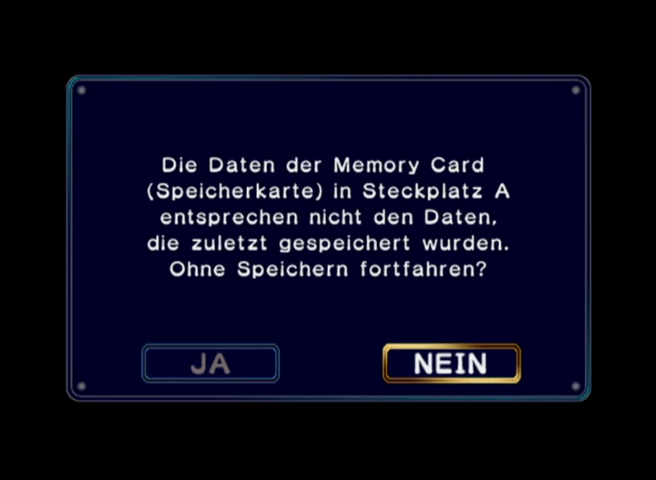 Die Daten der Memory Card
(Speicherkarte) in Steckplatz A
entsprechen nicht den Daten,
die zuletzt gespeichert wurden.
Ohne Speichern fortfahren?
JA
NEIN